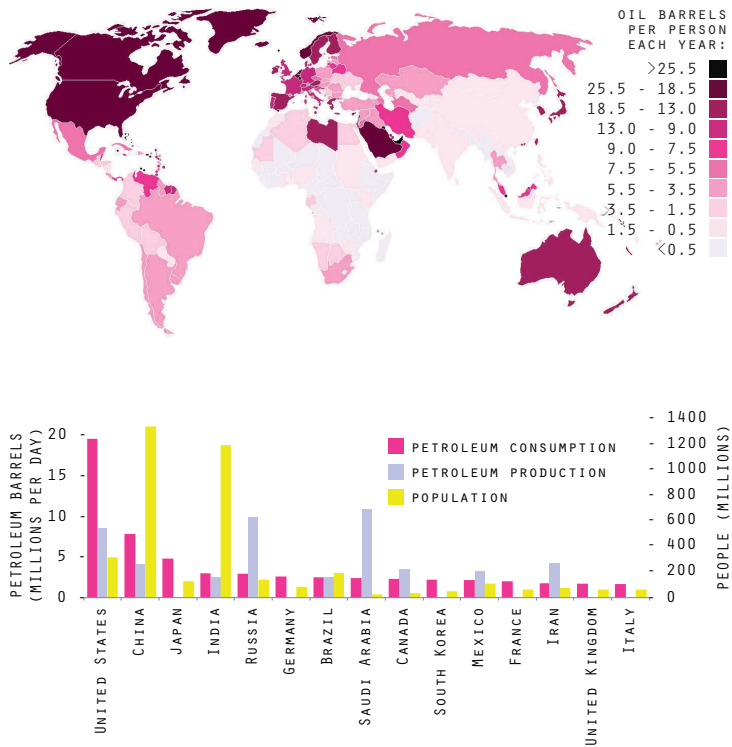 OIL BARRELS
PER PERSON
EACH YEAR:
>25.5
25.5 - 18.5
18.5 - 13.0
13.0 - 9.0
9.0 - 7.5
7.5 - 5.5
5.5 - 3.5
3.5 - 1.5
1.5 - 0.5
<0.5
PETROLEUM BARRELS
(MILLIONS PER DAY)
20
15
10
5
0
PETROLEUM CONSUMPTION
PETROLEUM PRODUCTION
POPULATION
- 1400
- 1200
- 1000
- 800
- 600
- 400
- 200
- 0
PEOPLE (MILLIONS)
UNITED STATES
CHINA
JAPAN
INDIA
RUSSIA
GERMANY
BRAZIL
SAUDI ARABIA
CANADA
SOUTH KOREA
MEXICO
FRANCE
IRAN
UNITED KINGDOM
ITALY